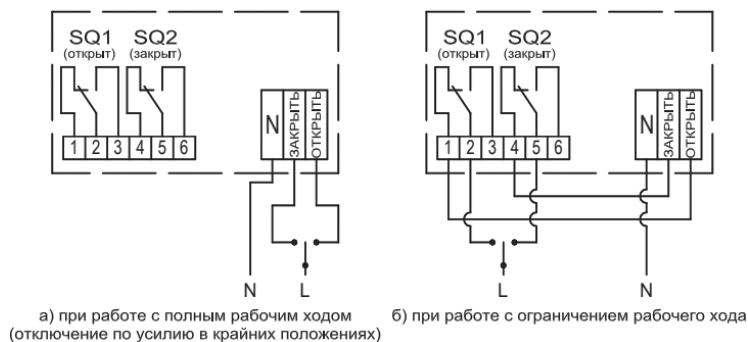 SQ1 SQ2
(открыт) (закрыт)
N ЗАКРЫТЬ ОТКРЫТЬ
1 2 3 4 5 6
N L
а) при работе с полным рабочим ходом
(отключение по усилию в крайних положениях)
SQ1 SQ2
(открыт) (закрыт)
N ЗАКРЫТЬ ОТКРЫТЬ
1 2 3 4 5 6
L N
б) при работе с ограничением рабочего хода